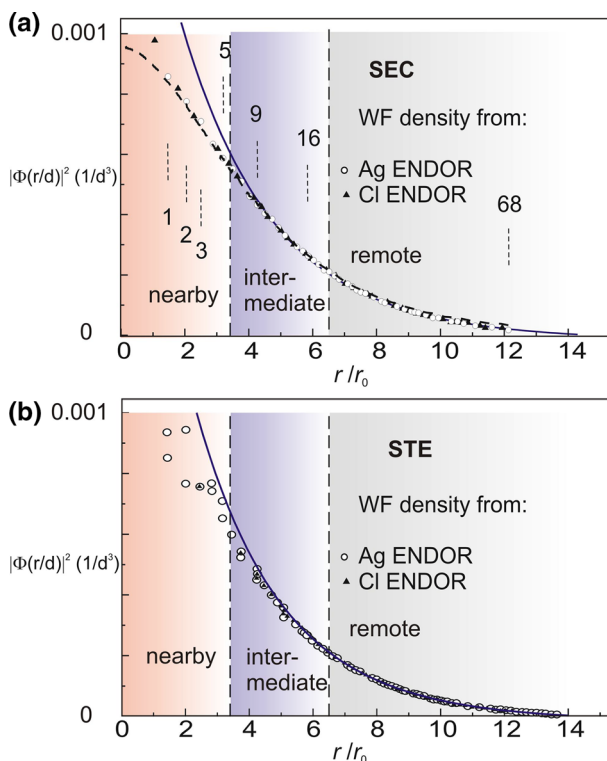 (a)
0.001
5
SEC
9
16
WF density from:
Ag ENDOR
Cl ENDOR
|Φ(r/d)|² (1/d³)
68
1
2
3
remote
nearby
inter-
mediate
0
0 2 4 6 8 10 12 14
r/r₀
(b)
0.001
STE
WF density from:
|Φ(r/d)|² (1/d³)
Ag ENDOR
Cl ENDOR
remote
nearby
inter-
mediate
0
0 2 4 6 8 10 12 14
r/r₀